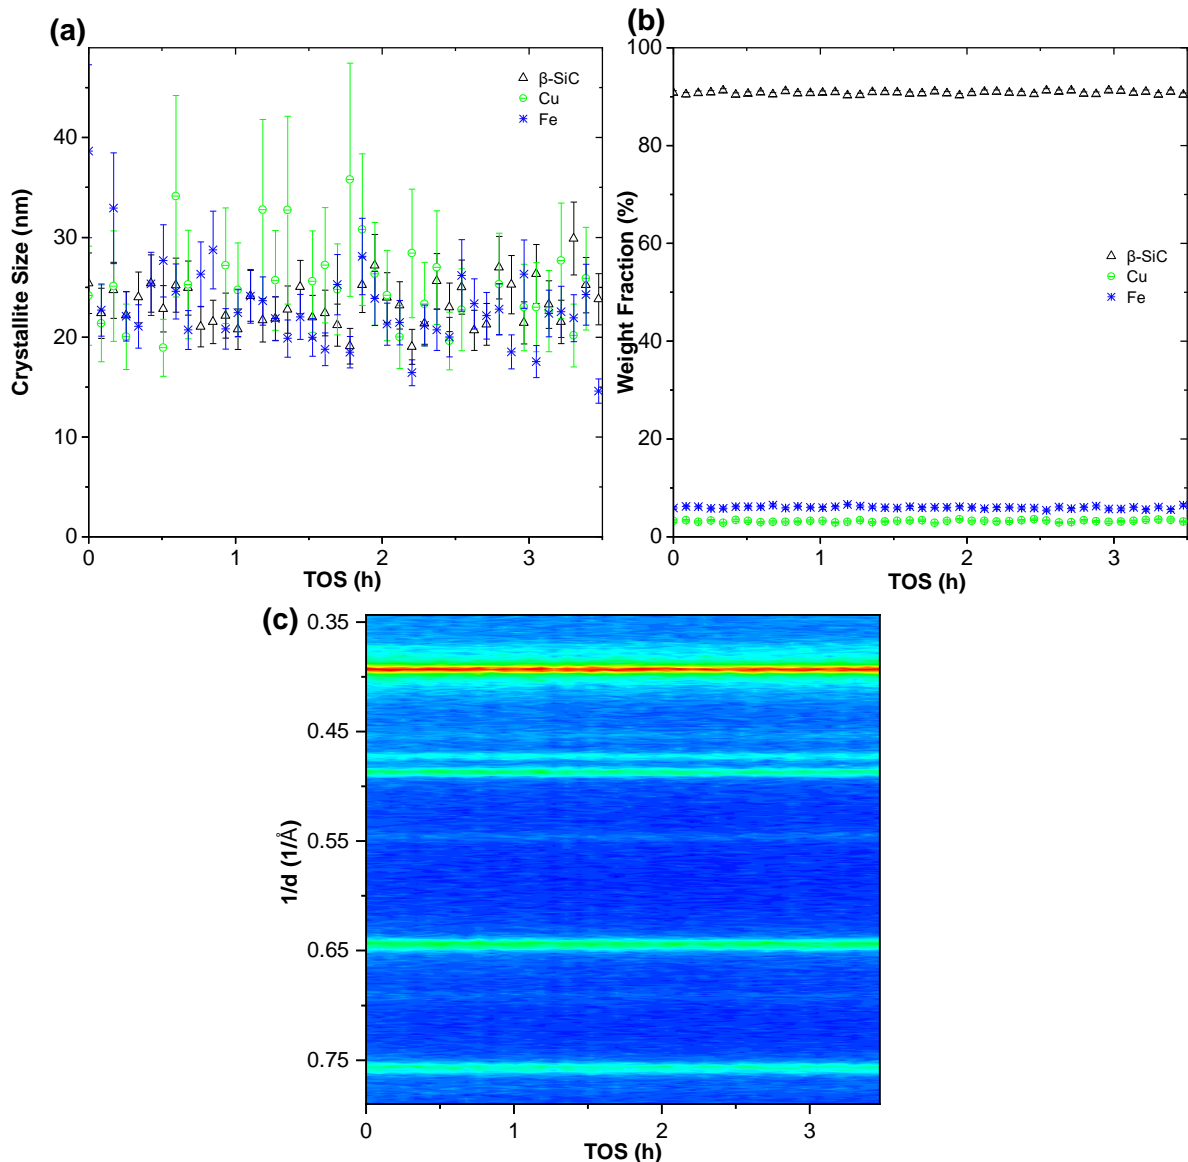 (a)
β-SiC
Cu
Fe
50
40
30
20
10
0
Crystallite Size (nm)
0 1 2 3
TOS (h)
(b)
β-SiC
Cu
Fe
100
80
60
40
20
0
Weight Fraction (%)
0 1 2 3
TOS (h)
(c)
0.35
0.45
0.55
0.65
0.75
1/d (1/Å)
0 1 2 3
TOS (h)